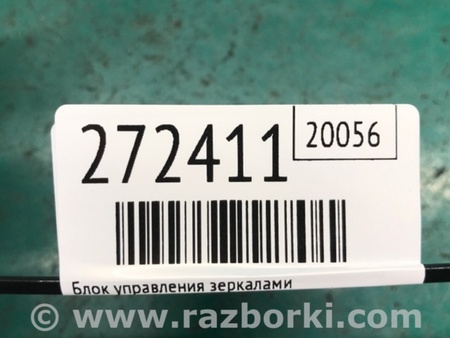 272411
20056
Блок управления зеркалами
© www.razborki.com